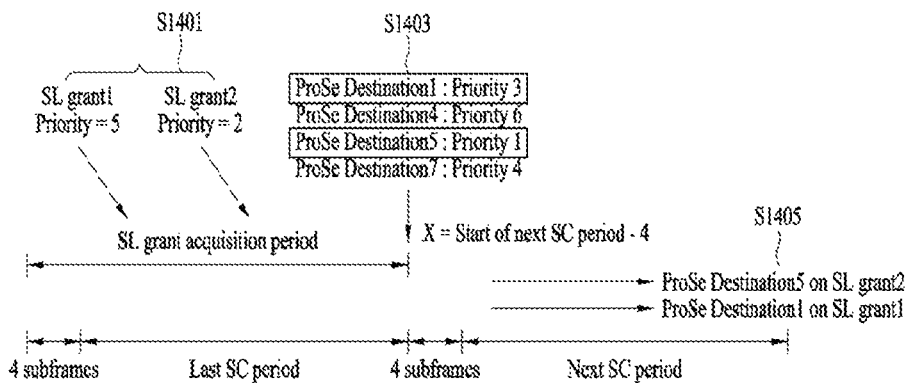 S1401
S1403
SL grant1
Priority = 5
SL grant2
Priority = 2
ProSe Destination1 : Priority 3
ProSe Destination4 : Priority 6
ProSe Destination5 : Priority 1
ProSe Destination7 : Priority 4
SL grant acquisition period
X = Start of next SC period - 4
S1405
ProSe Destination5 on SL grant2
ProSe Destination1 on SL grant1
4 subframes
Last SC period
4 subframes
Next SC period